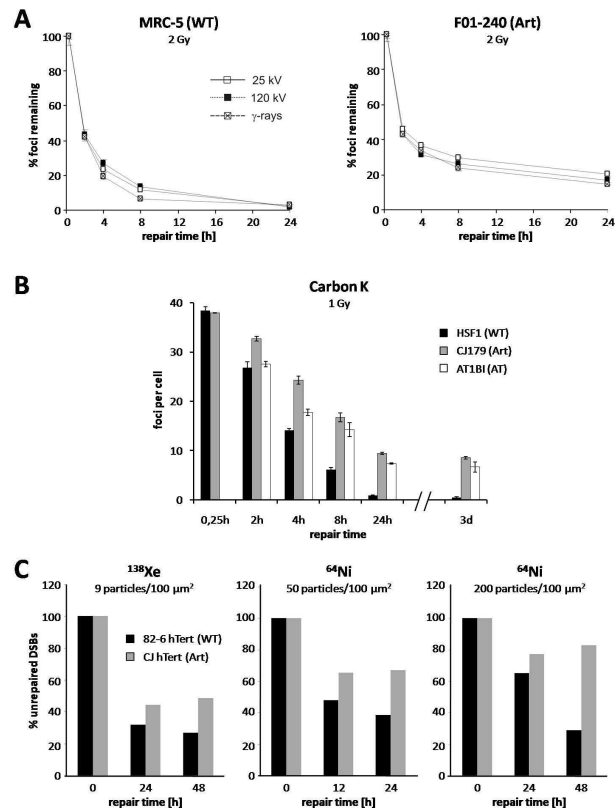 A
MRC-5 (WT)
2 Gy
F01-240 (Art)
2 Gy
% foci remaining
100
80
60
40
20
0
25 kV
120 kV
γ-rays
0 4 8 12 16 20 24
repair time [h]
% foci remaining
100
80
60
40
20
0
0 4 8 12 16 20 24
repair time [h]
B
Carbon K
1 Gy
foci per cell
40
30
20
10
0
HSF1 (WT)
CJ179 (Art)
AT1BI (AT)
0,25h 2h 4h 8h 24h 3d
repair time
C
¹³⁸Xe
9 particles/100 µm²
⁶⁴Ni
50 particles/100 µm²
⁶⁴Ni
200 particles/100 µm²
% unrepaired DSBs
120
100
80
60
40
20
0
82-6 hTert (WT)
CJ hTert (Art)
0 24 48
repair time [h]
120
100
80
60
40
20
0
0 12 24
repair time [h]
120
100
80
60
40
20
0
0 24 48
repair time [h]